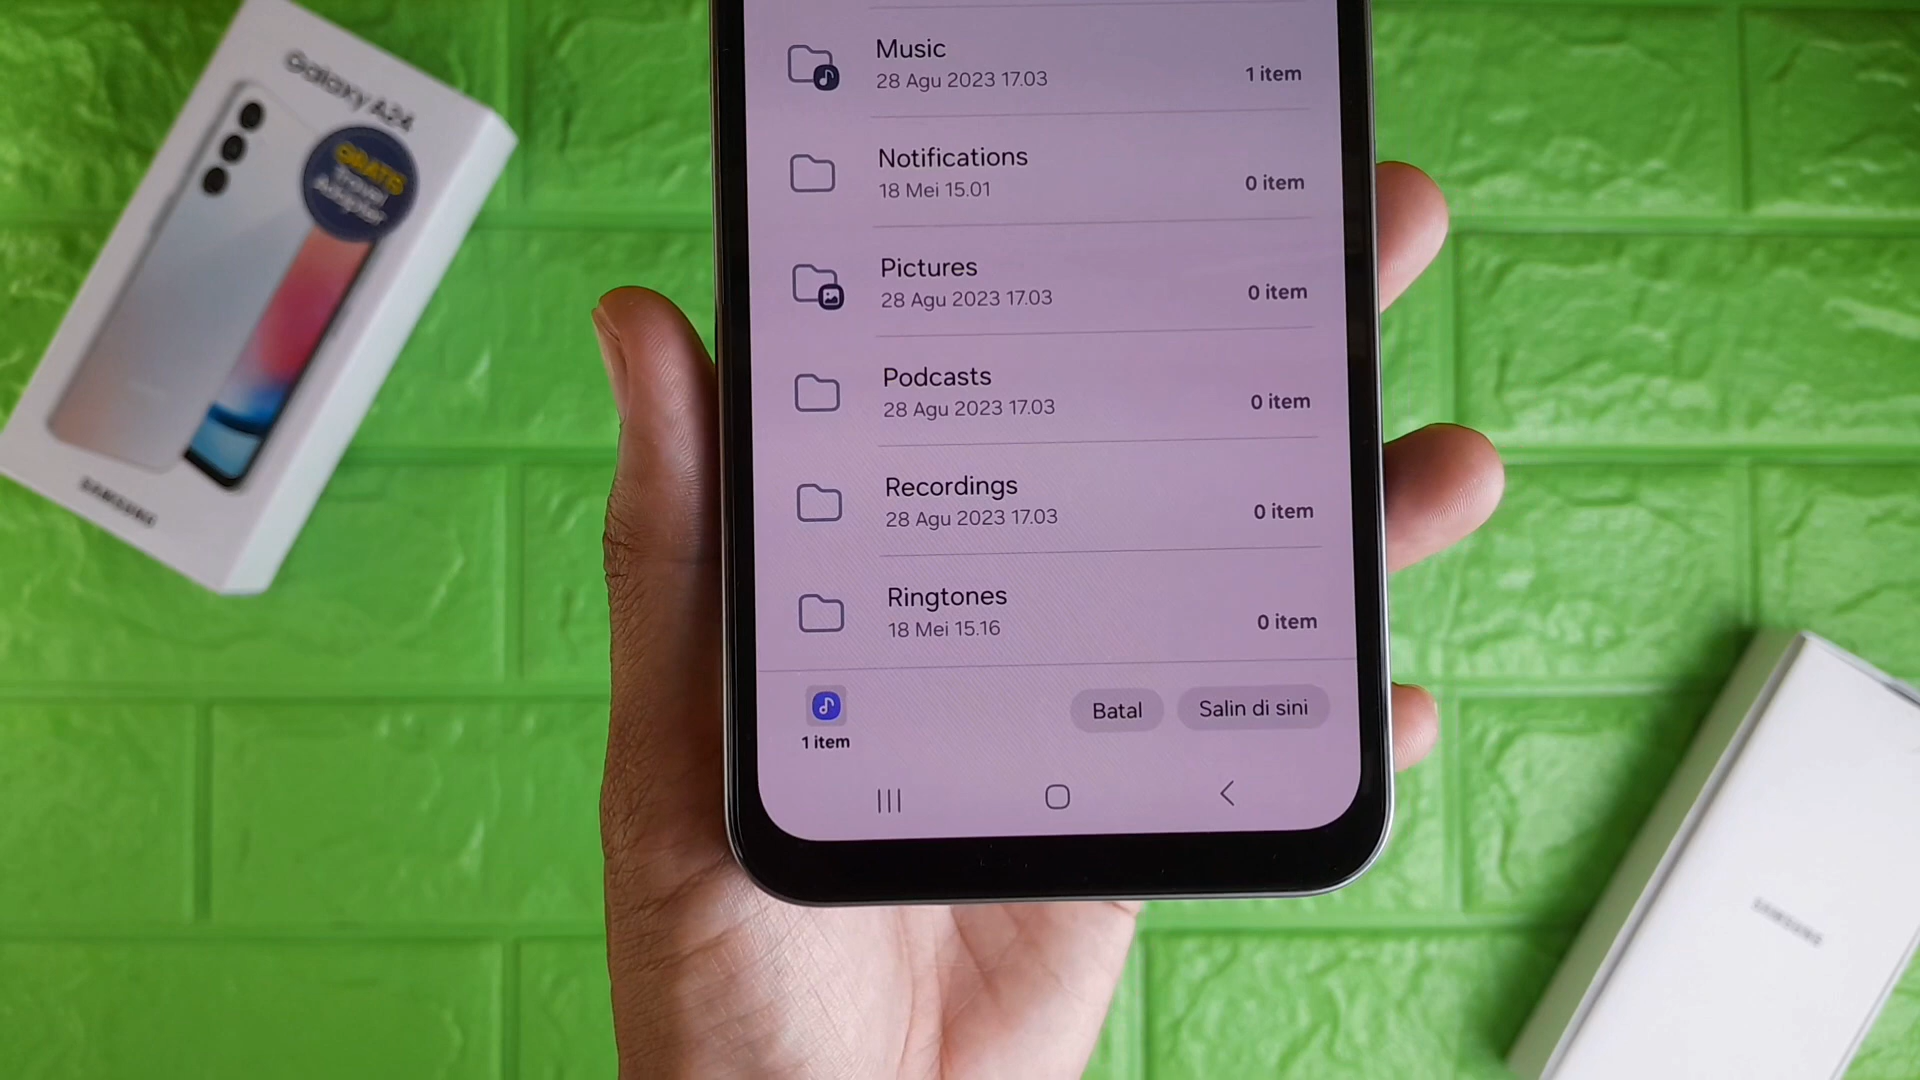 Galaxy A24
GRATIS
Travel
Adapter
SAMSUNG
Music
28 Agu 2023 17.03
1 item
Notifications
18 Mei 15.01
0 item
Pictures
28 Agu 2023 17.03
0 item
Podcasts
28 Agu 2023 17.03
0 item
Recordings
28 Agu 2023 17.03
0 item
Ringtones
18 Mei 15.16
0 item
1 item
Batal
Salin di sini
SAMSUNG